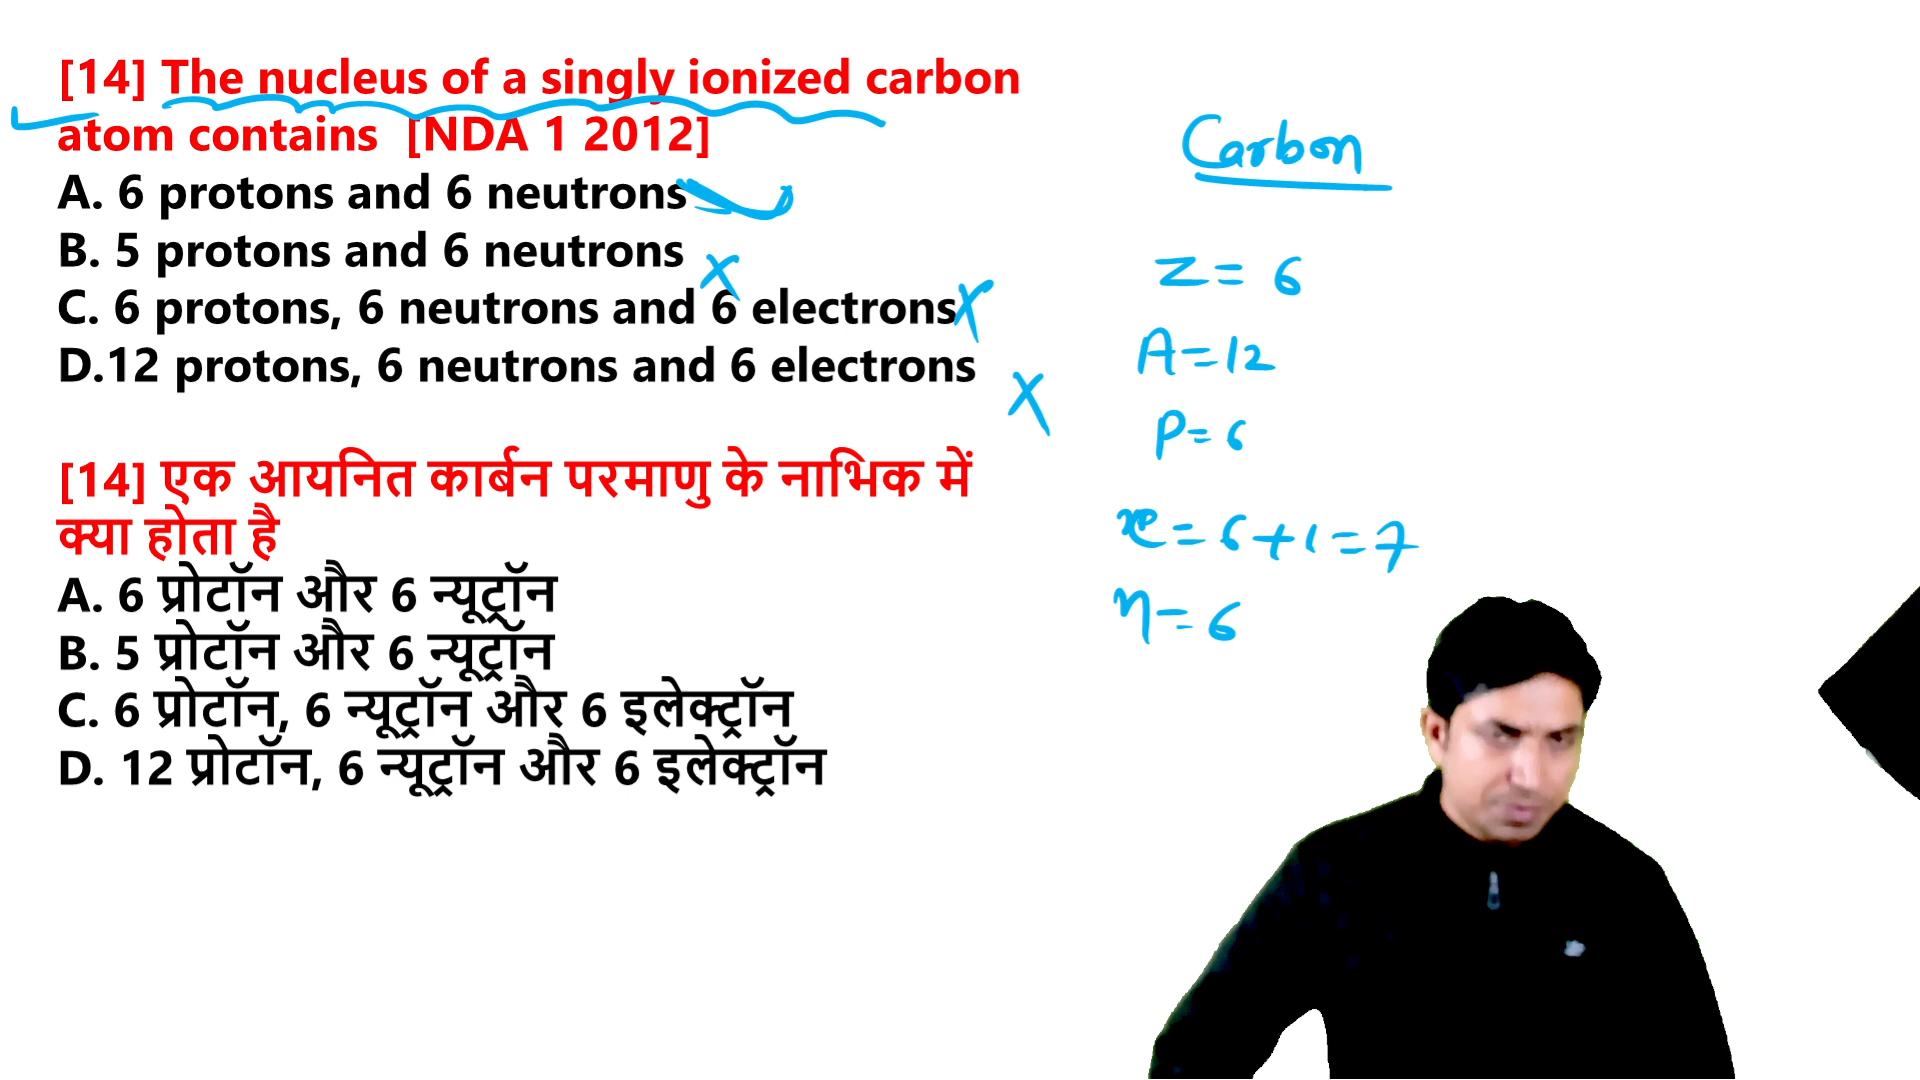 [14] The nucleus of a singly ionized carbon
atom contains [NDA 1 2012]
A. 6 protons and 6 neutrons
B. 5 protons and 6 neutrons
C. 6 protons, 6 neutrons and 6 electrons
D.12 protons, 6 neutrons and 6 electrons
[14] एक आयनित कार्बन परमाणु के नाभिक में
क्या होता है
A. 6 प्रोटॉन और 6 न्यूट्रॉन
B. 5 प्रोटॉन और 6 न्यूट्रॉन
C. 6 प्रोटॉन, 6 न्यूट्रॉन और 6 इलेक्ट्रॉन
D. 12 प्रोटॉन, 6 न्यूट्रॉन और 6 इलेक्ट्रॉन
Carbon
Z= 6
A=12
P= 6
= 6+1=7
n= 6